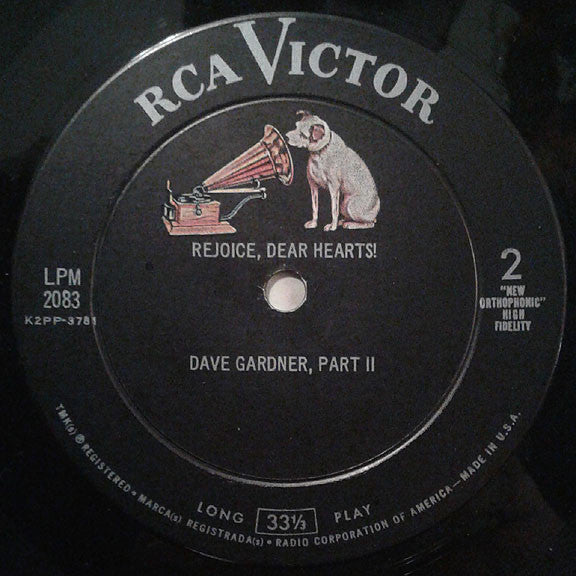 RCA VICTOR
REJOICE, DEAR HEARTS!
LPM
2083
2
"NEW
ORTHOPHONIC"
HIGH
FIDELITY
DAVE GARDNER, PART II
LONG 33⅓ PLAY
TMK(s) ® REGISTERED • MARCA(s) REGISTRADA(s) • RADIO CORPORATION OF AMERICA—MADE IN U.S.A.